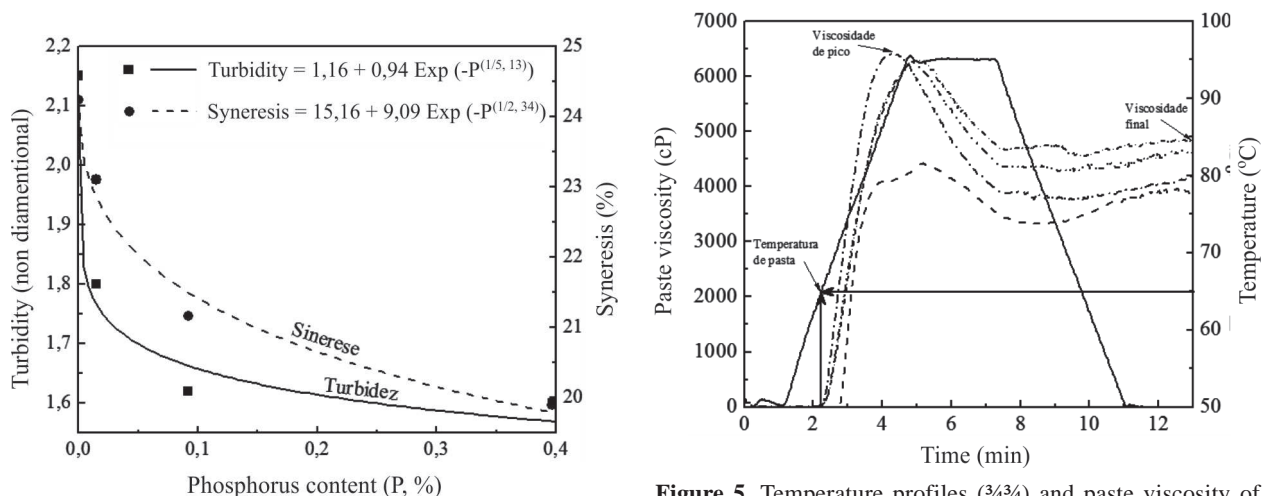 2,2
2,1
2,0
1,9
1,8
1,7
1,6
Turbidity (non diamentional)
Turbidity = 1,16 + 0,94 Exp (-P^(1/5, 13))
Syneresis = 15,16 + 9,09 Exp (-P^(1/2, 34))
Sinerese
Turbidez
25
24
23
22
21
20
Syneresis (%)
0,0 0,1 0,2 0,3 0,4
Phosphorus content (P, %)
7000
6000
5000
4000
3000
2000
1000
0
Paste viscosity (cP)
Viscosidade
de pico
Viscosidade
final
Temperatura
de pasta
100
90
80
70
60
50
Temperature (°C)
0 2 4 6 8 10 12
Time (min)
Figure 5. Temperature profiles (¾¾) and paste viscosity of